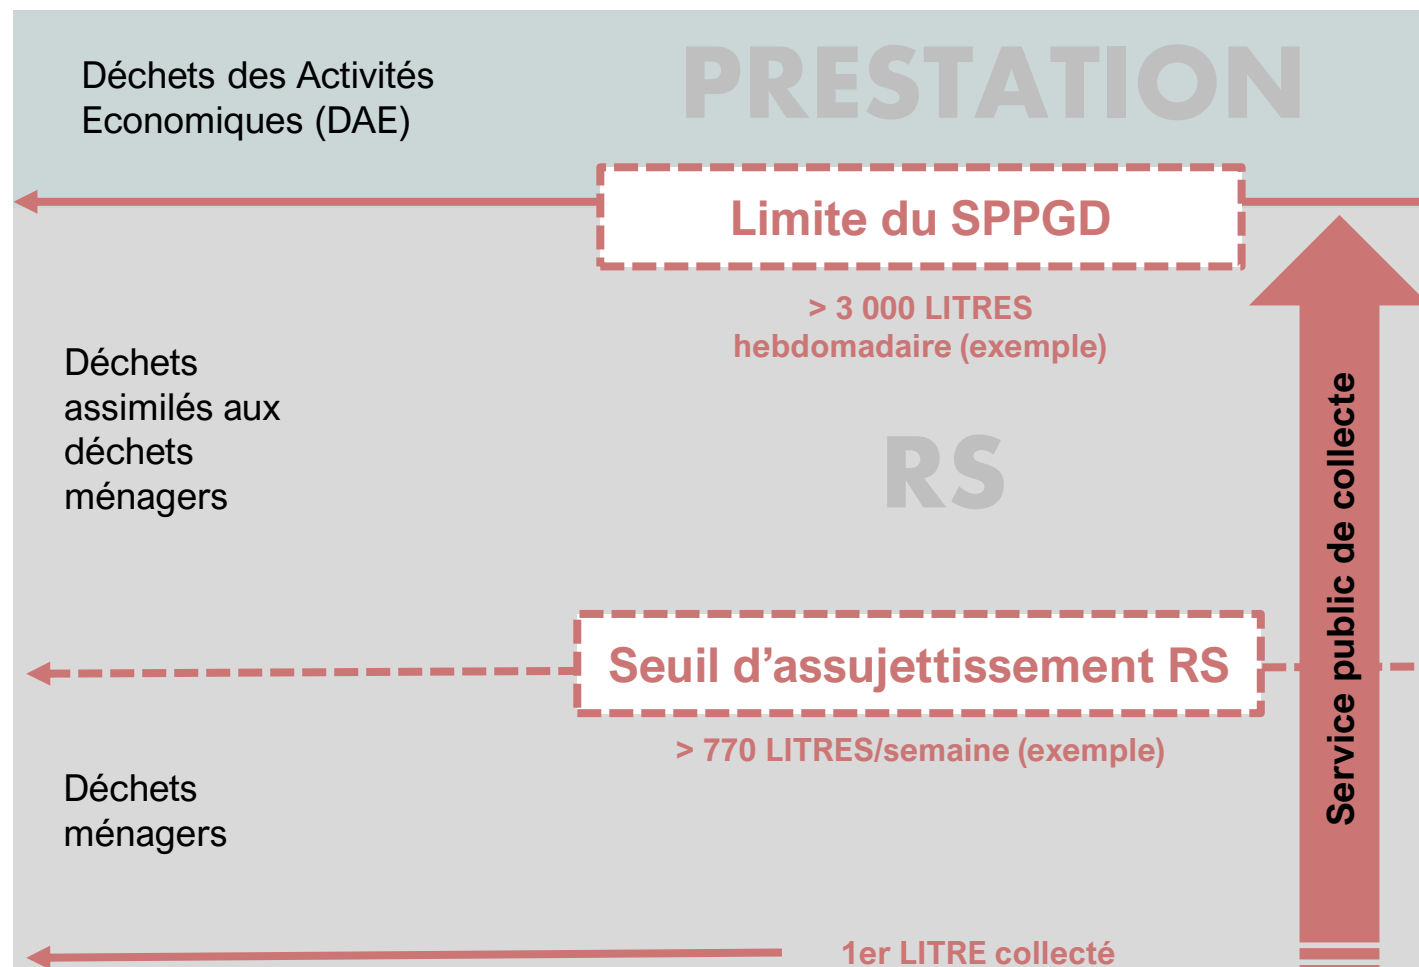 Déchets des Activités
Economiques (DAE)
PRESTATION
Limite du SPPGD
> 3 000 LITRES
hebdomadaire (exemple)
Déchets
assimilés aux
déchets
ménagers
RS
Service public de collecte
Seuil d’assujettissement RS
> 770 LITRES/semaine (exemple)
Déchets
ménagers
1er LITRE collecté